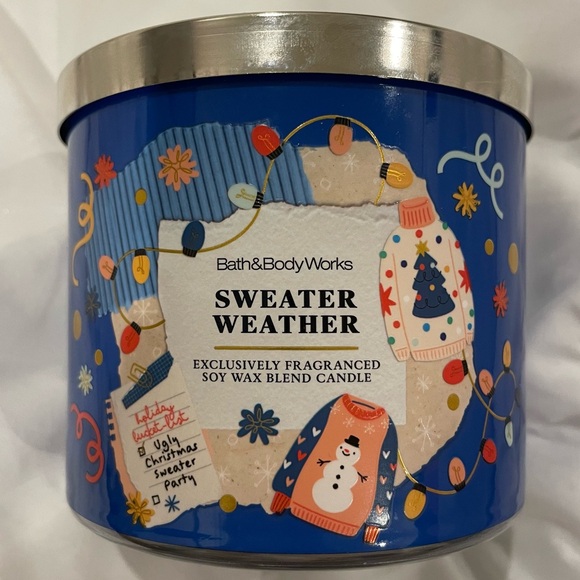 Bath&BodyWorks
SWEATER
WEATHER
EXCLUSIVELY FRAGRANCED
SOY WAX BLEND CANDLE
holiday
bucket-list
Ugly
Christmas
sweater
party